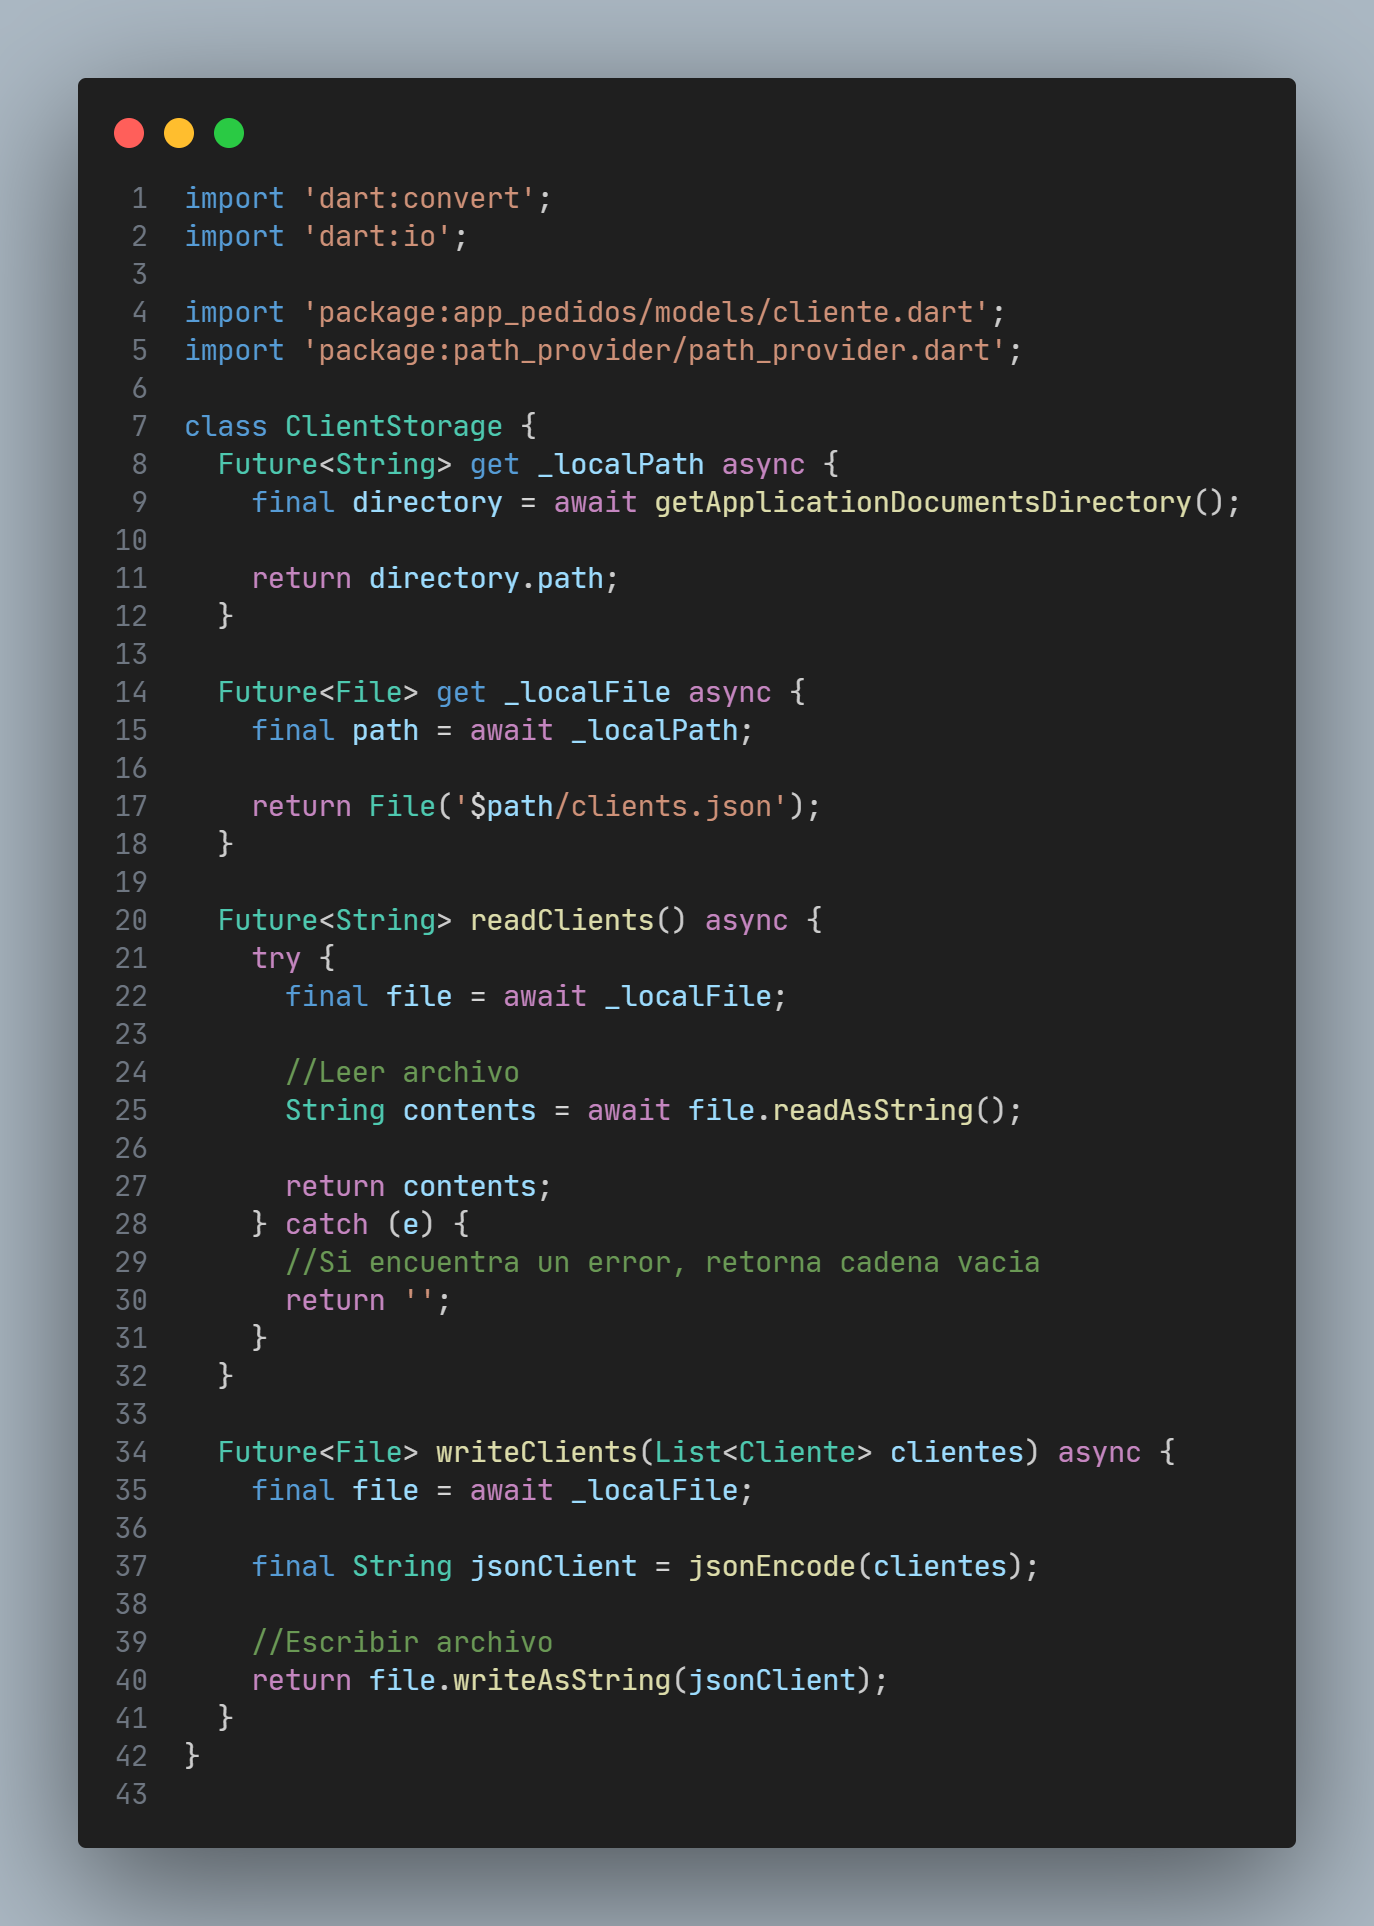 1 import 'dart:convert';
2 import 'dart:io';
3
4 import 'package:app_pedidos/models/cliente.dart';
5 import 'package:path_provider/path_provider.dart';
6
7 class ClientStorage {
8   Future<String> get _localPath async {
9     final directory = await getApplicationDocumentsDirectory();
10
11     return directory.path;
12   }
13
14   Future<File> get _localFile async {
15     final path = await _localPath;
16
17     return File('$path/clients.json');
18   }
19
20   Future<String> readClients() async {
21     try {
22       final file = await _localFile;
23
24       //Leer archivo
25       String contents = await file.readAsString();
26
27       return contents;
28     } catch (e) {
29       //Si encuentra un error, retorna cadena vacia
30       return '';
31     }
32   }
33
34   Future<File> writeClients(List<Cliente> clientes) async {
35     final file = await _localFile;
36
37     final String jsonClient = jsonEncode(clientes);
38
39     //Escribir archivo
40     return file.writeAsString(jsonClient);
41   }
42 }
43